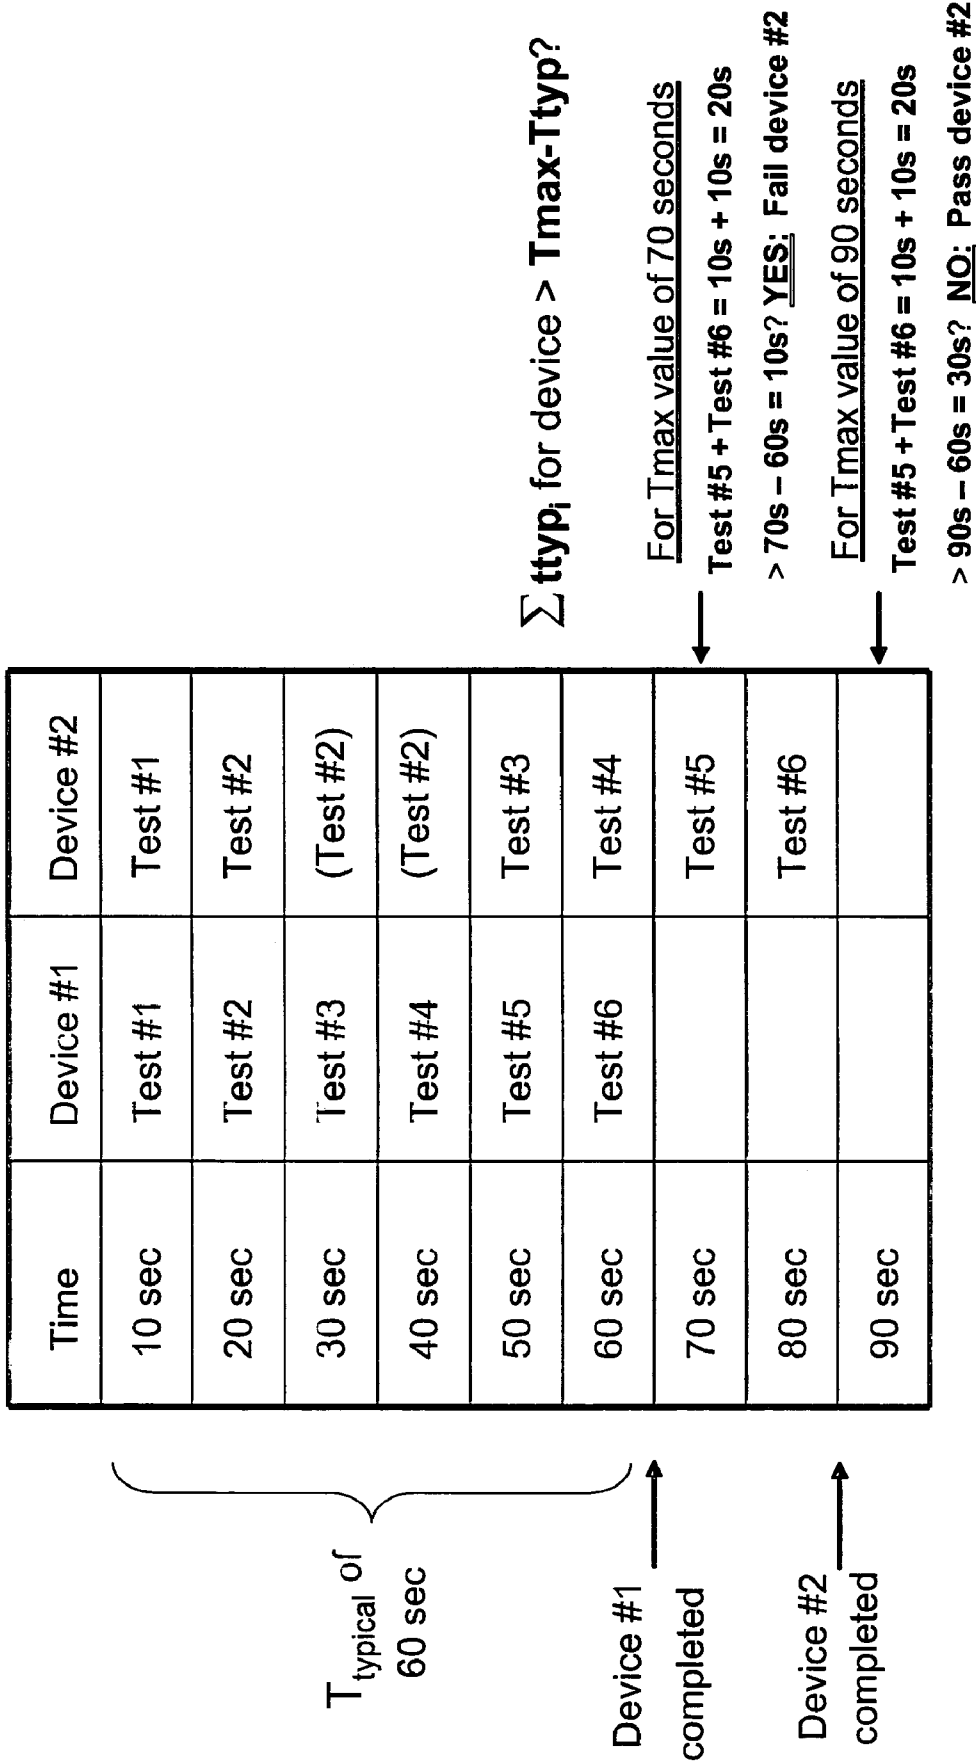 Time Device #1 Device #2
10 sec Test #1 Test #1
20 sec Test #2 Test #2
30 sec Test #3 (Test #2)
40 sec Test #4 (Test #2)
50 sec Test #5 Test #3
60 sec Test #6 Test #4
70 sec Test #5
80 sec Test #6
90 sec
T typical of
60 sec
Device #1
completed
Device #2
completed
∑ ttypi for device > Tmax-Ttyp?
For Tmax value of 70 seconds
Test #5 + Test #6 = 10s + 10s = 20s
> 70s – 60s = 10s? YES: Fail device #2
For Tmax value of 90 seconds
Test #5 + Test #6 = 10s + 10s = 20s
> 90s – 60s = 30s? NO: Pass device #2